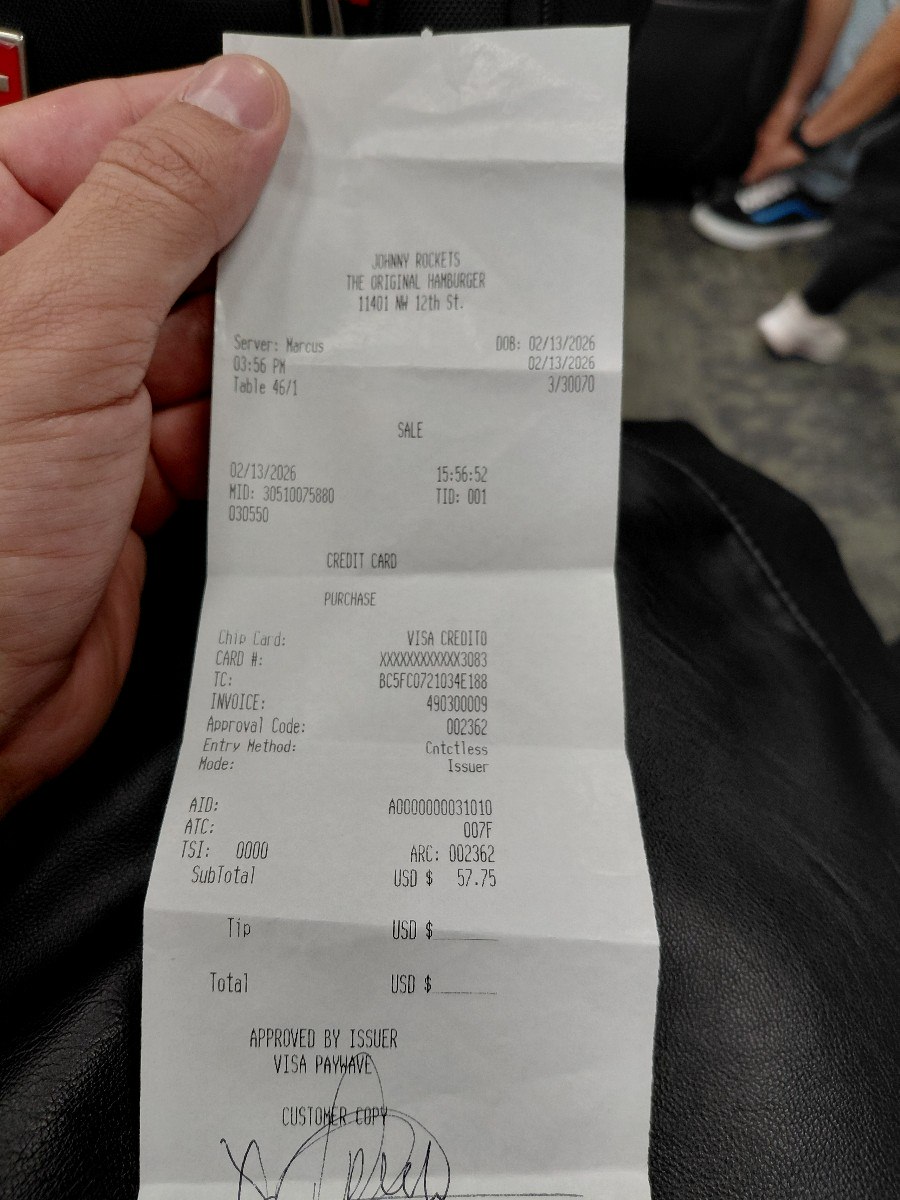 JOHNNY ROCKETS
THE ORIGINAL HAMBURGER
11401 NW 12th St.
Server: Marcus DOB: 02/13/2026
03:56 PM 02/13/2026
Table 46/1 3/30070
SALE
02/13/2026 15:56:52
MID: 30510075880 TID: 001
030550
CREDIT CARD
PURCHASE
Chip Card: VISA CREDITO
CARD #: XXXXXXXXXXXX3083
TC: BC5FC0721034E188
INVOICE: 490300009
Approval Code: 002362
Entry Method: Cntctless
Mode: Issuer
AID: A0000000031010
ATC: 007F
TSI: 0000 ARC: 002362
SubTotal USD $ 57.75
Tip USD $
Total USD $
APPROVED BY ISSUER
VISA PAYWAVE
CUSTOMER COPY